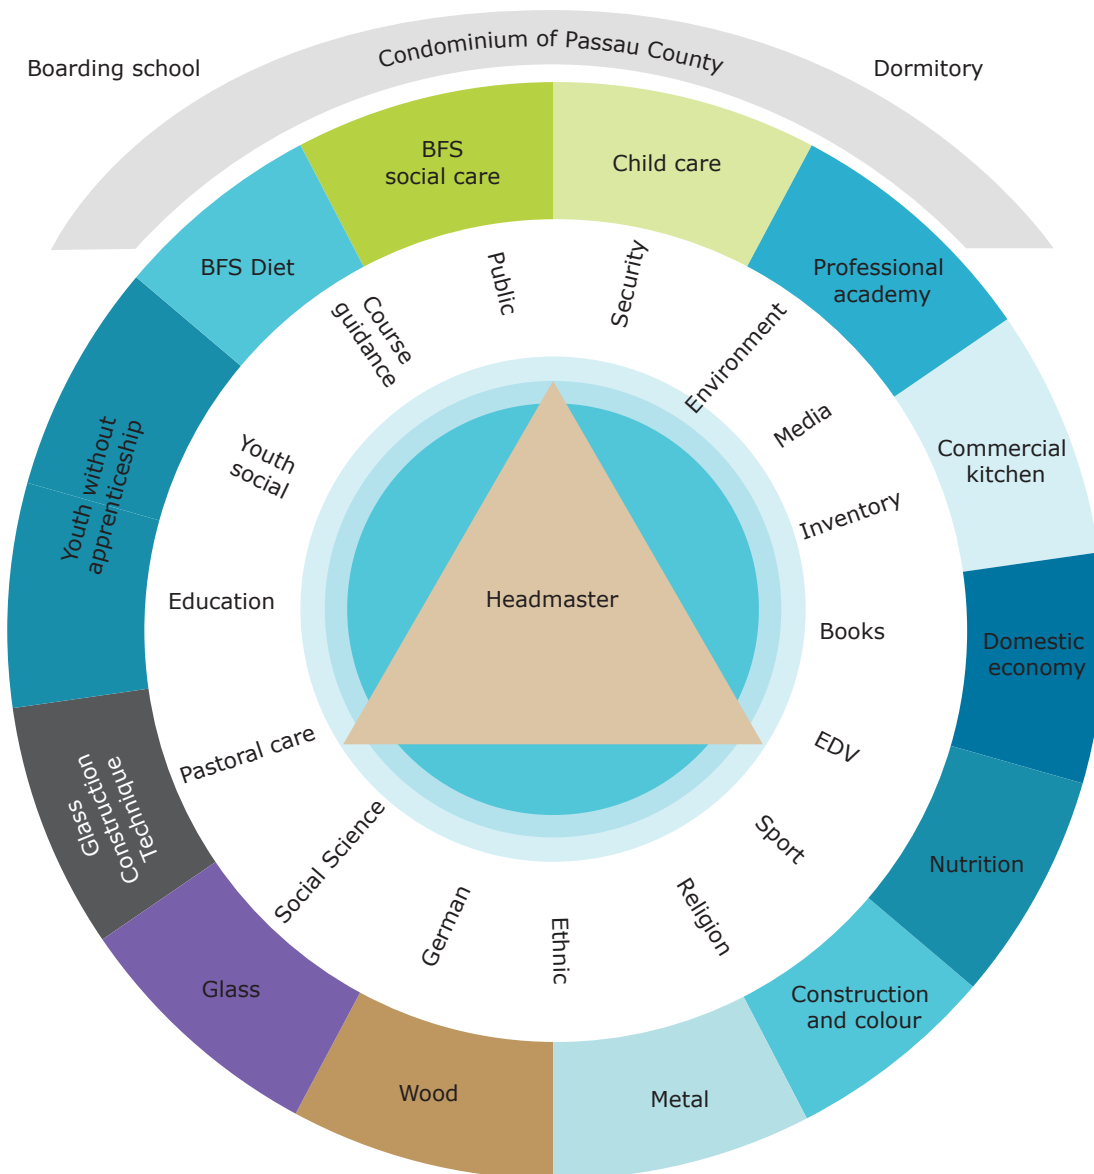 Condominium of Passau County
Boarding school
Dormitory
BFS
social care
Child care
Professional
academy
Commercial
kitchen
Domestic
economy
Nutrition
Construction
and colour
Metal
Wood
Glass
Glass
Construction
Technique
Youth without
apprenticeship
BFS Diet
Public
Security
Environment
Media
Inventory
Books
EDV
Sport
Religion
Ethnic
German
Social Science
Pastoral care
Education
Youth
social
Course
guidance
Headmaster